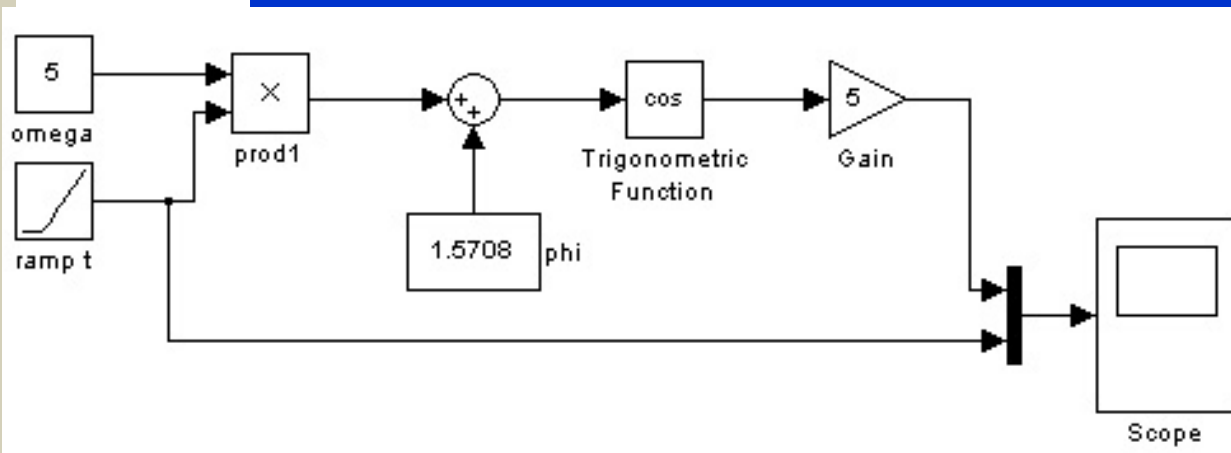 5
omega
ramp t
×
prod1
+
+
1.5708
phi
cos
Trigonometric
Function
5
Gain
Scope